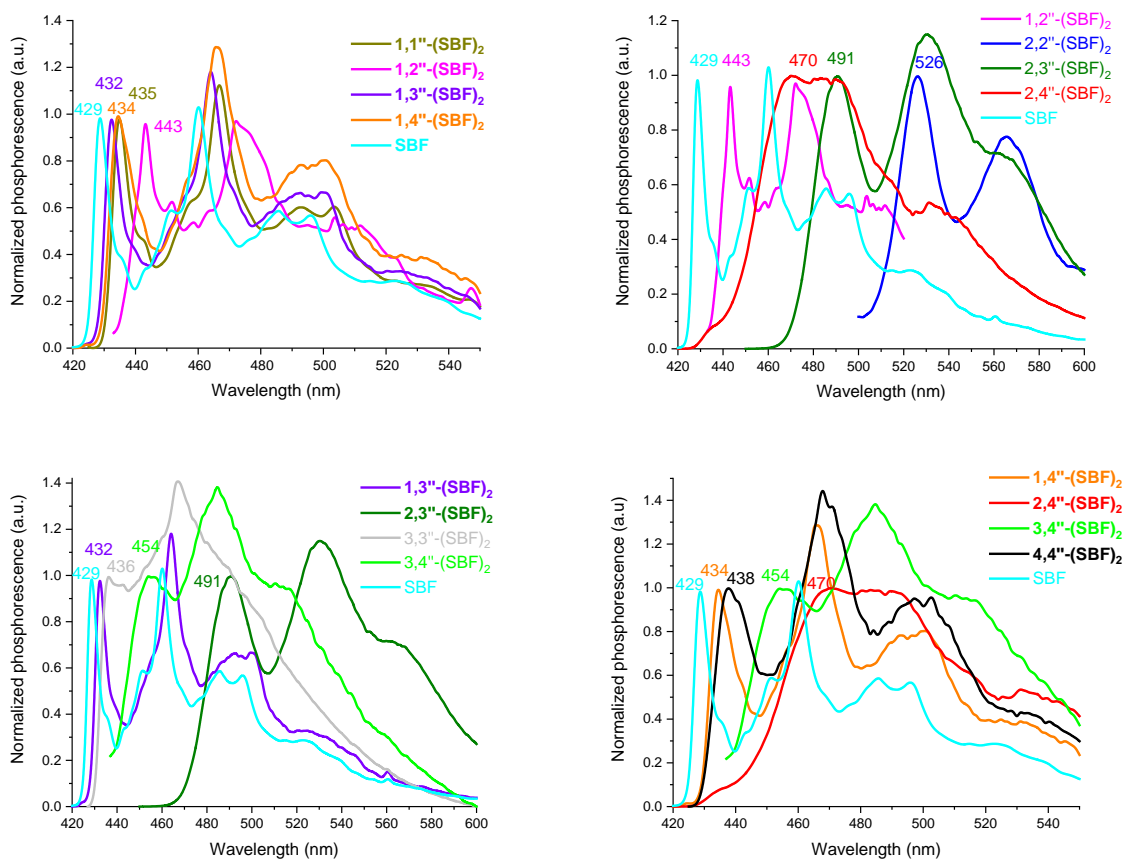 1.4
1.2
1.0
0.8
0.6
0.4
0.2
0.0
Normalized phosphorescence (a.u.)
420 440 460 480 500 520 540
Wavelength (nm)
429
432
434
435
443
1,1''-(SBF)2
1,2''-(SBF)2
1,3''-(SBF)2
1,4''-(SBF)2
SBF
1.2
1.0
0.8
0.6
0.4
0.2
0.0
Normalized phosphorescence (a.u.)
420 440 460 480 500 520 540 560 580 600
Wavelength (nm)
429
443
470
491
526
1,2''-(SBF)2
2,2''-(SBF)2
2,3''-(SBF)2
2,4''-(SBF)2
SBF
1.4
1.2
1.0
0.8
0.6
0.4
0.2
0.0
Normalized phosphorescence (a.u.)
420 440 460 480 500 520 540 560 580 600
Wavelength (nm)
429
432
436
454
491
1,3''-(SBF)2
2,3''-(SBF)2
3,3''-(SBF)2
3,4''-(SBF)2
SBF
1.4
1.2
1.0
0.8
0.6
0.4
0.2
0.0
Normalized phosphorescence (a.u)
420 440 460 480 500 520 540
Wavelength (nm)
429
434
438
454
470
1,4''-(SBF)2
2,4''-(SBF)2
3,4''-(SBF)2
4,4''-(SBF)2
SBF